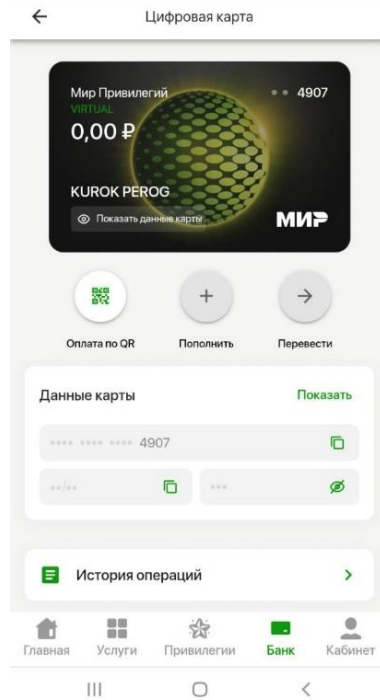 Цифровая карта
Мир Привилегий •• 4907
VIRTUAL
0,00 ₽
KUROK PEROG
Показать данные карты
МИР
Оплата по QR Пополнить Перевести
Данные карты Показать
•••• •••• •••• 4907
••/•• •••
История операций
Главная Услуги Привилегии Банк Кабинет